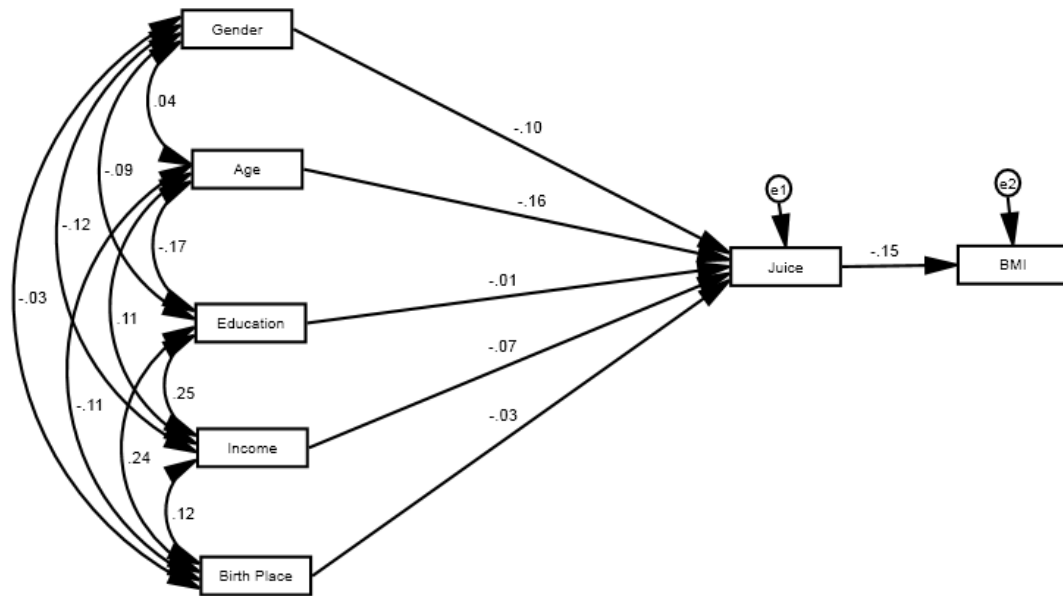 Gender
.04
-.10
Age
-.09
-.16
e1
e2
-.12
-.17
Juice
-.15
BMI
-.03
-.01
.11
Education
-.07
.25
-.11
-.03
.24
Income
.12
Birth Place